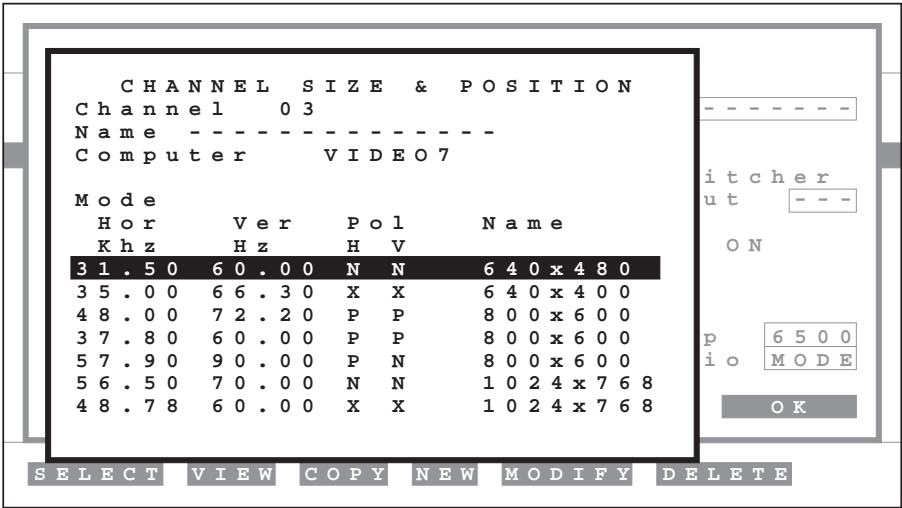 CHANNEL SIZE & POSITION
Channel 03
Name --------------
Computer VIDEO7
Mode
Hor Ver Pol Name
Khz Hz H V
31.50 60.00 N N 640x480
35.00 66.30 X X 640x400
48.00 72.20 P P 800x600
37.80 60.00 P P 800x600
57.90 90.00 P N 800x600
56.50 70.00 N N 1024x768
48.78 60.00 X X 1024x768
-------
itcher
ut ---
ON
p 6500
io MODE
OK
SELECT VIEW COPY NEW MODIFY DELETE